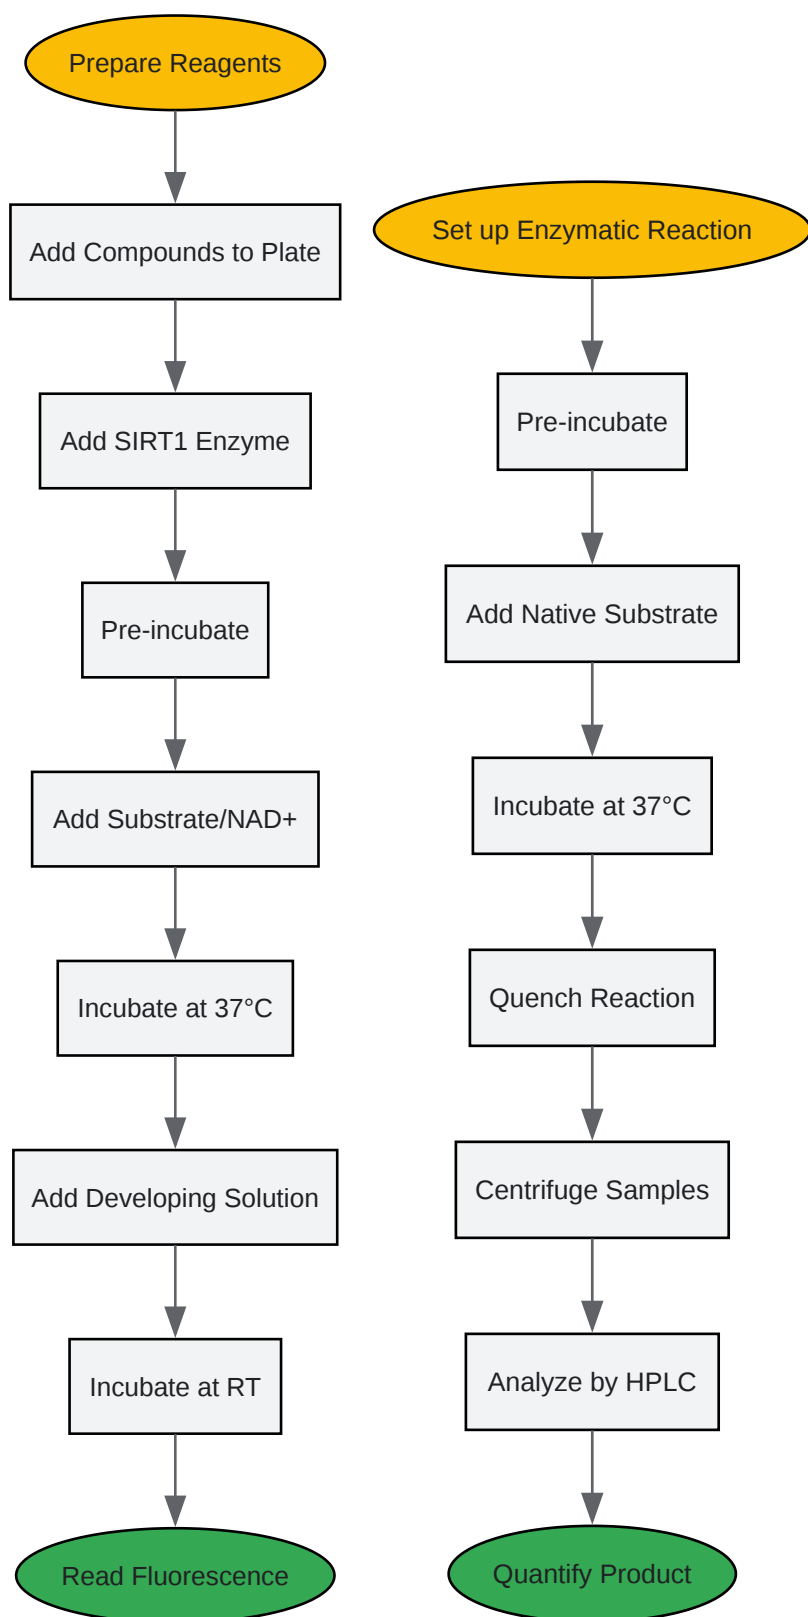 Prepare Reagents
Add Compounds to Plate
Add SIRT1 Enzyme
Pre-incubate
Add Substrate/NAD+
Incubate at 37°C
Add Developing Solution
Incubate at RT
Read Fluorescence
Set up Enzymatic Reaction
Pre-incubate
Add Native Substrate
Incubate at 37°C
Quench Reaction
Centrifuge Samples
Analyze by HPLC
Quantify Product